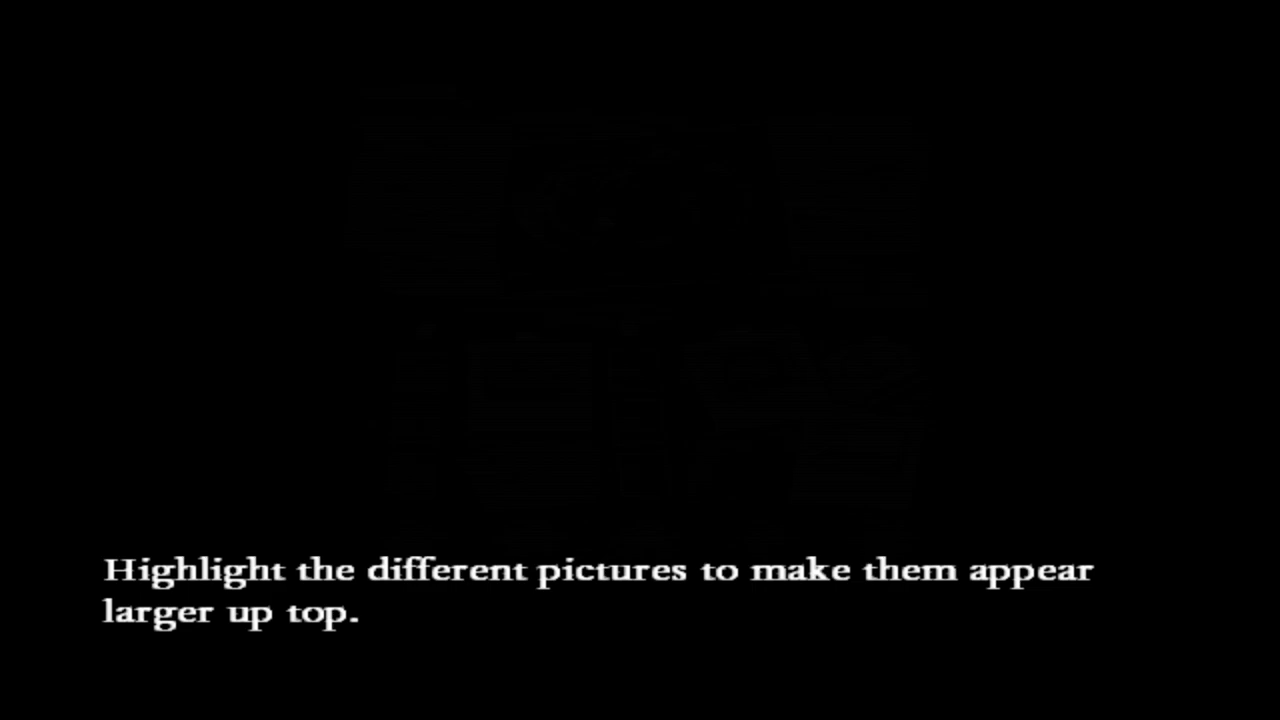 Highlight the different pictures to make them appear
larger up top.